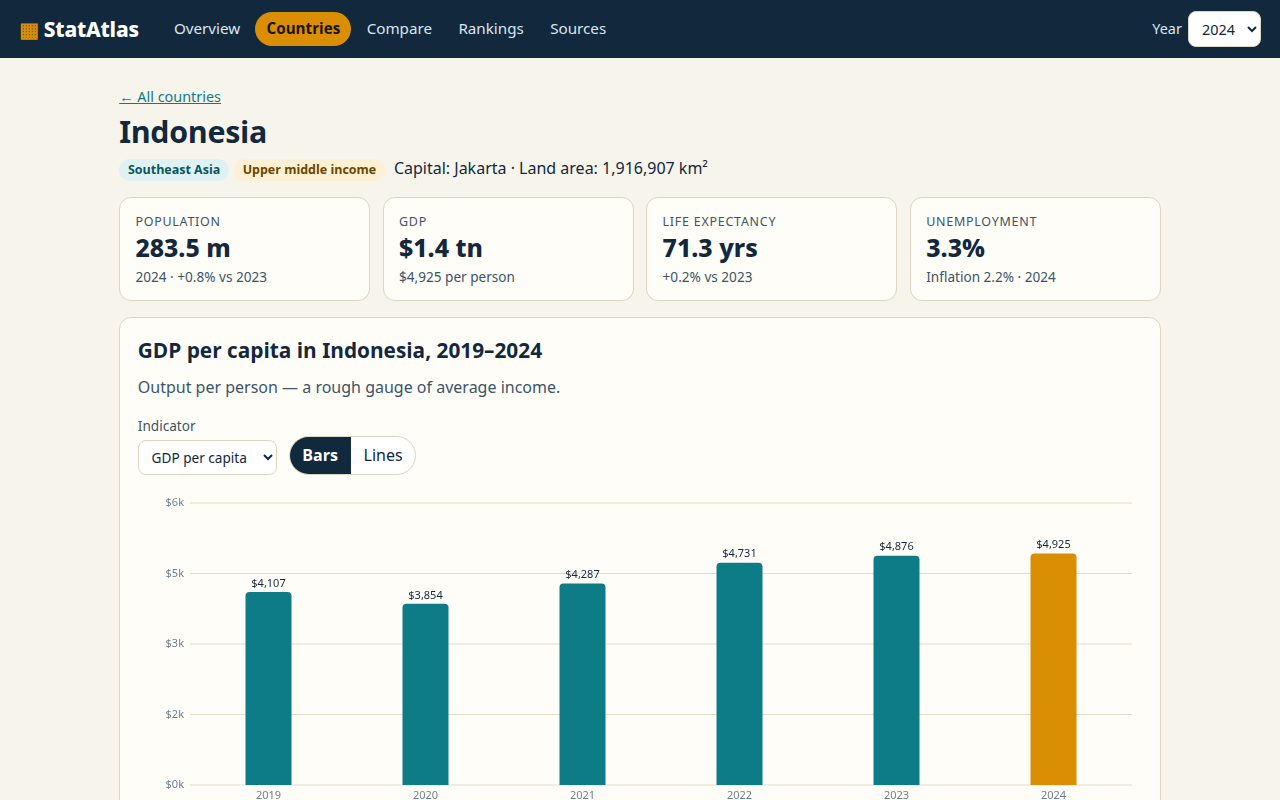 ▦ StatAtlas Overview Countries Compare Rankings Sources Year 2024
← All countries
Indonesia
Southeast Asia Upper middle income Capital: Jakarta · Land area: 1,916,907 km²
POPULATION
283.5 m
2024 · +0.8% vs 2023
GDP
$1.4 tn
$4,925 per person
LIFE EXPECTANCY
71.3 yrs
+0.2% vs 2023
UNEMPLOYMENT
3.3%
Inflation 2.2% · 2024
GDP per capita in Indonesia, 2019–2024
Output per person — a rough gauge of average income.
Indicator
GDP per capita Bars Lines
$6k
$5k
$3k
$2k
$0k
$4,107
$3,854
$4,287
$4,731
$4,876
$4,925
2019 2020 2021 2022 2023 2024